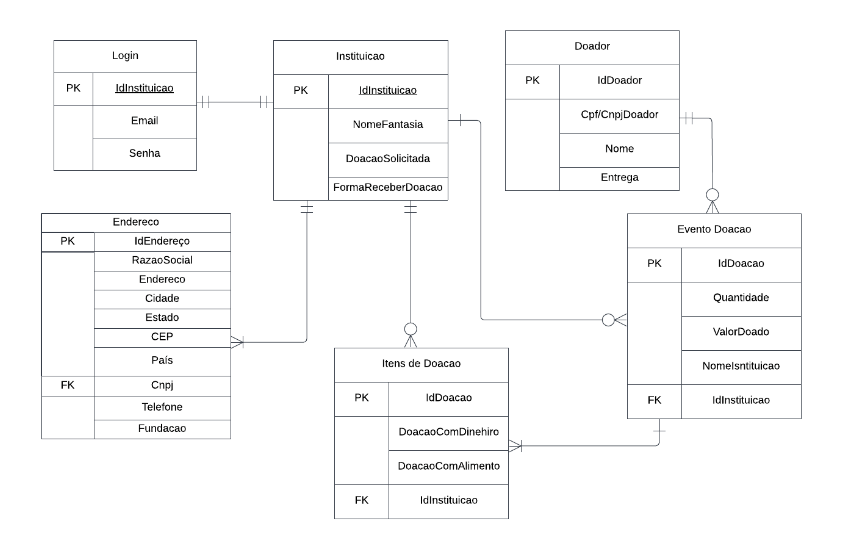 Login
PK IdInstituicao
Email
Senha
Instituicao
PK IdInstituicao
NomeFantasia
DoacaoSolicitada
FormaReceberDoacao
Doador
PK IdDoador
Cpf/CnpjDoador
Nome
Entrega
Endereco
PK IdEndereço
RazaoSocial
Endereco
Cidade
Estado
CEP
País
FK Cnpj
Telefone
Fundacao
Itens de Doacao
PK IdDoacao
DoacaoComDinehiro
DoacaoComAlimento
FK IdInstituicao
Evento Doacao
PK IdDoacao
Quantidade
ValorDoado
NomeIsntituicao
FK IdInstituicao